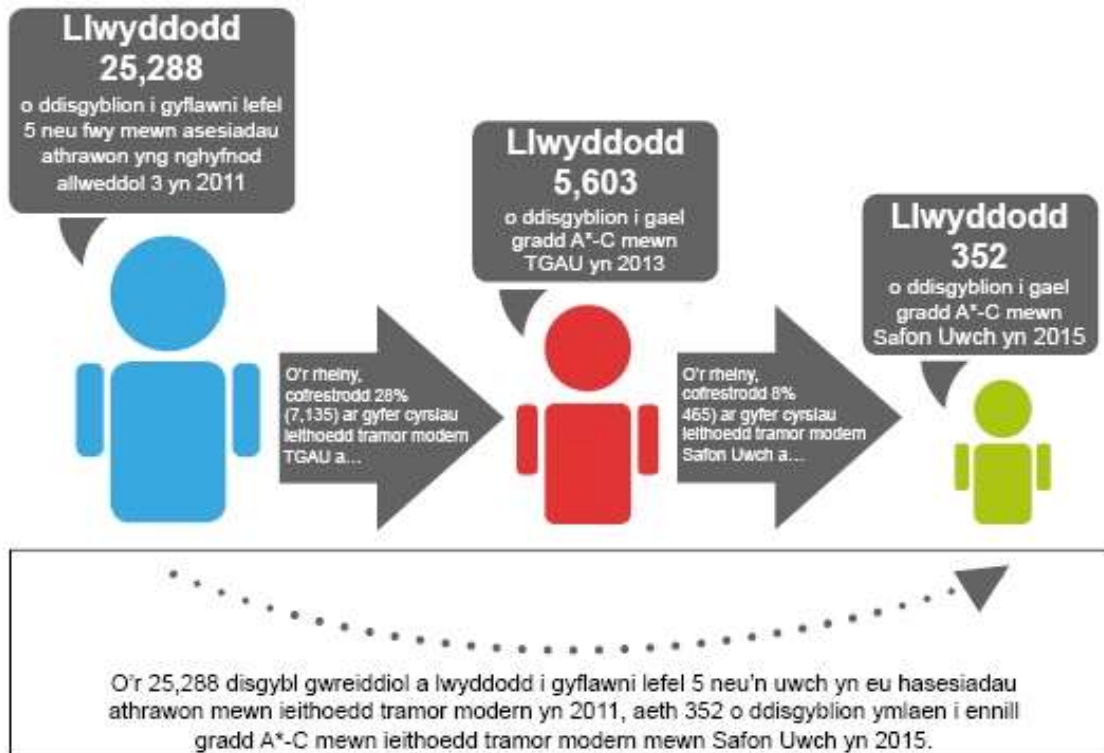 Llwyddodd
25,288
o ddisgyblion i gyflawni lefel
5 neu fwy mewn asesiadau
athrawon yng nghyfnod
allweddol 3 yn 2011
O'r rheiny,
cofrestrodd 28%
(7,135) ar gyfer cyrsiau
ieithoedd tramor modern
TGAU a…
Llwyddodd
5,603
o ddisgyblion i gael
gradd A*-C mewn
TGAU yn 2013
O'r rheiny,
cofrestrodd 8%
465) ar gyfer cyrsiau
ieithoedd tramor modern
Safon Uwch a…
Llwyddodd
352
o ddisgyblion i gael
gradd A*-C mewn
Safon Uwch yn 2015
O'r 25,288 disgybl gwreiddiol a lwyddodd i gyflawni lefel 5 neu'n uwch yn eu hasesiadau
athrawon mewn ieithoedd tramor modern yn 2011, aeth 352 o ddisgyblion ymlaen i ennill
gradd A*-C mewn ieithoedd tramor modern mewn Safon Uwch yn 2015.